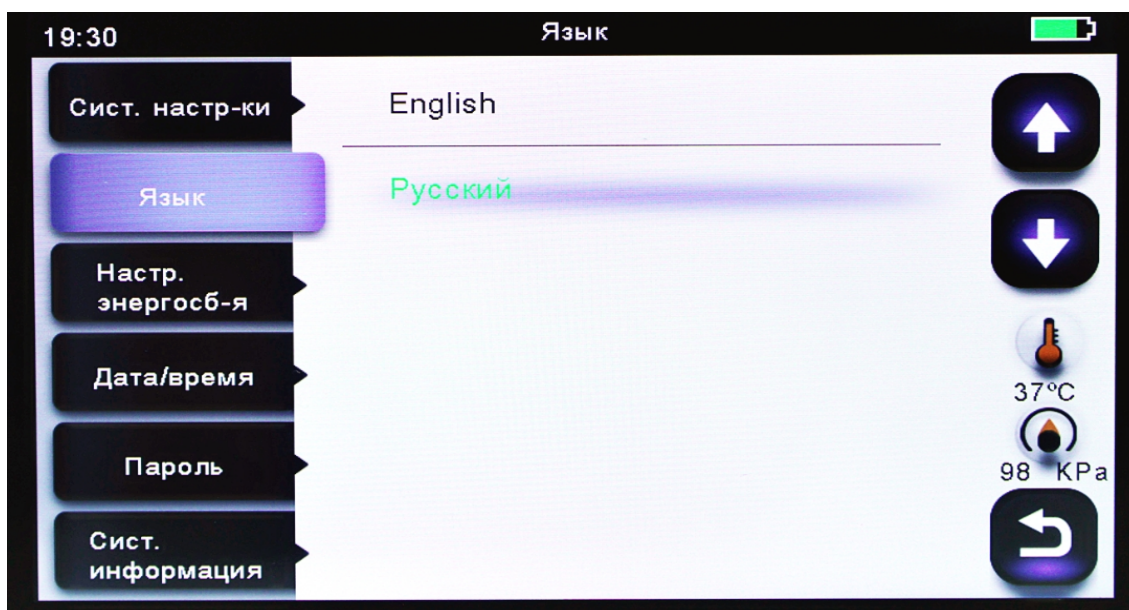 19:30
Язык
Сист. настр-ки
Язык
Настр.
энергосб-я
Дата/время
Пароль
Сист.
информация
English
Русский
37°C
98 KPa